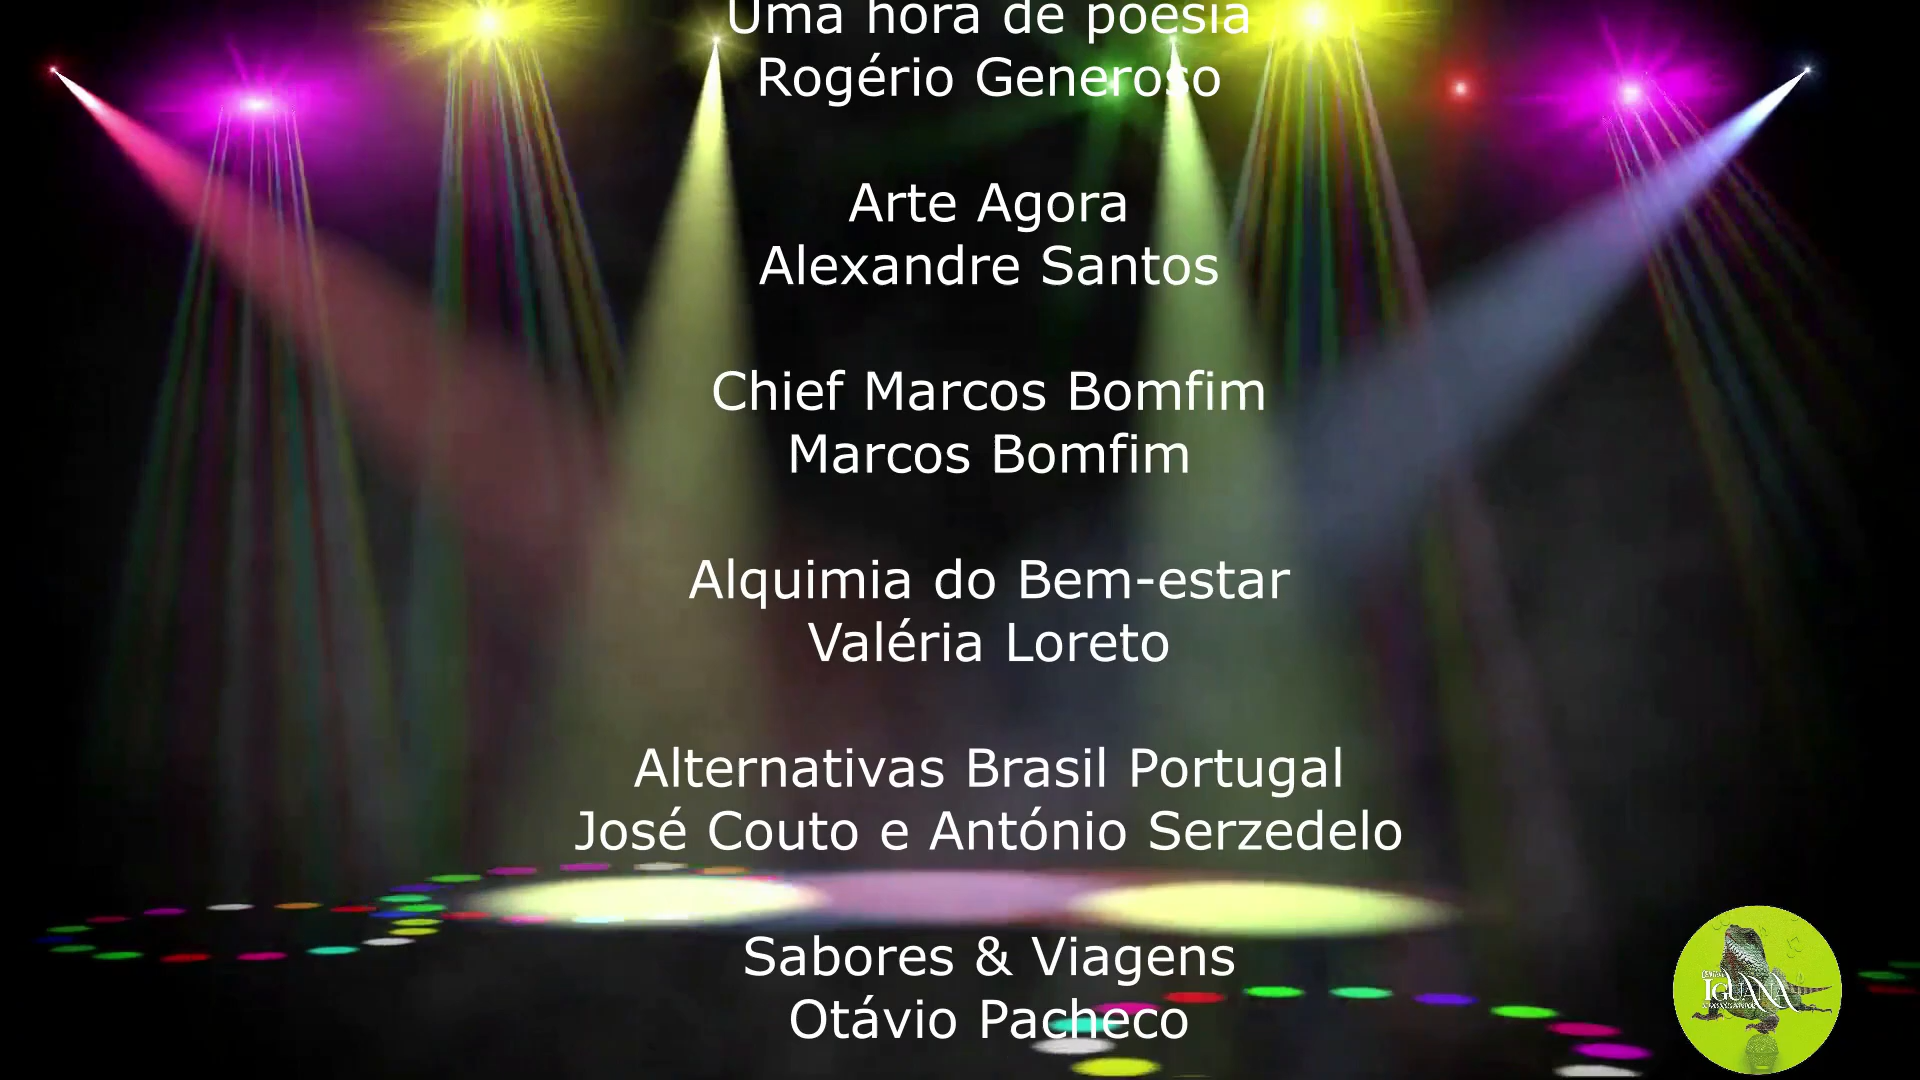 Uma hora de poesia
Rogério Generoso
Arte Agora
Alexandre Santos
Chief Marcos Bomfim
Marcos Bomfim
Alquimia do Bem-estar
Valéria Loreto
Alternativas Brasil Portugal
José Couto e António Serzedelo
Sabores & Viagens
Otávio Pacheco
IGUANA